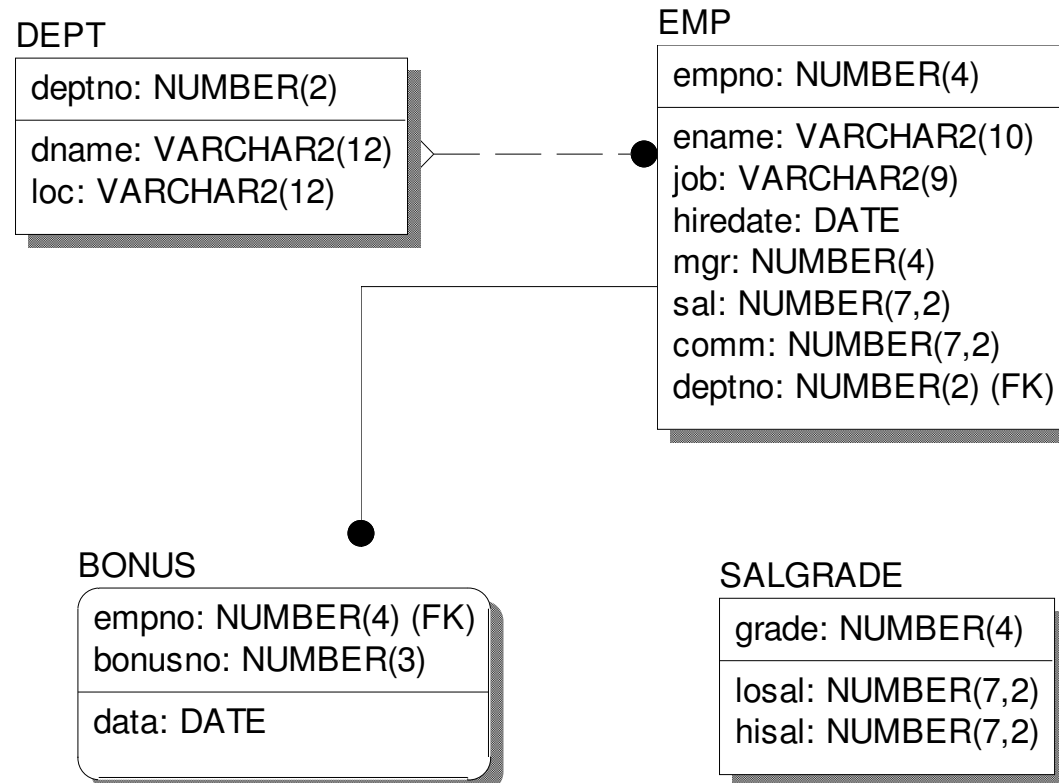 DEPT
deptno: NUMBER(2)
dname: VARCHAR2(12)
loc: VARCHAR2(12)
EMP
empno: NUMBER(4)
ename: VARCHAR2(10)
job: VARCHAR2(9)
hiredate: DATE
mgr: NUMBER(4)
sal: NUMBER(7,2)
comm: NUMBER(7,2)
deptno: NUMBER(2) (FK)
BONUS
empno: NUMBER(4) (FK)
bonusno: NUMBER(3)
data: DATE
SALGRADE
grade: NUMBER(4)
losal: NUMBER(7,2)
hisal: NUMBER(7,2)